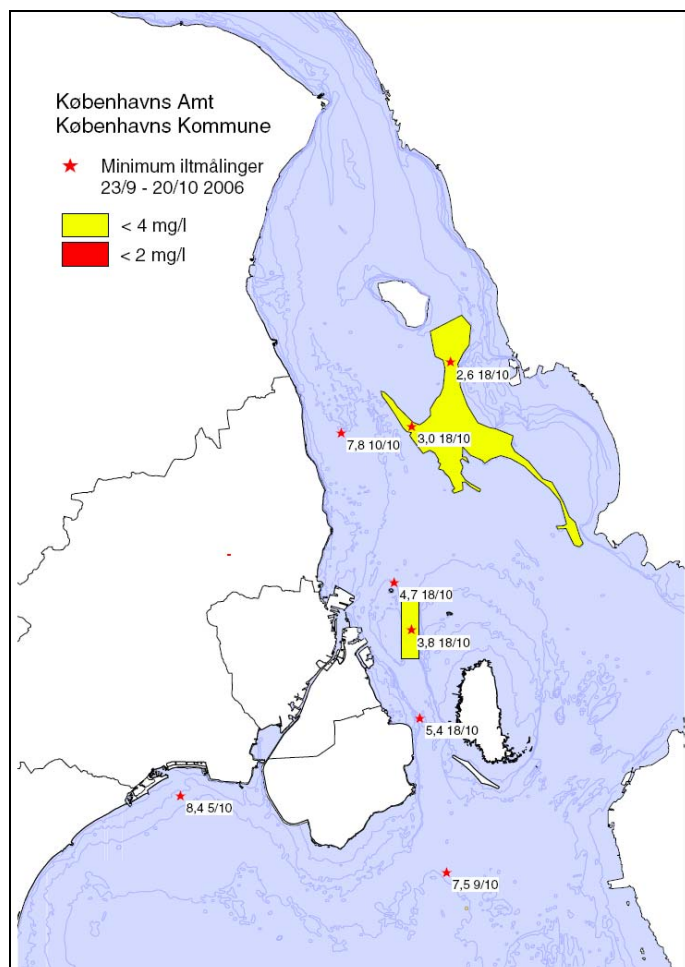 Københavns Amt
Københavns Kommune
Minimum iltmålinger
23/9 - 20/10 2006
< 4 mg/l
< 2 mg/l
2,6 18/10
3,0 18/10
7,8 10/10
4,7 18/10
3,8 18/10
5,4 18/10
8,4 5/10
7,5 9/10